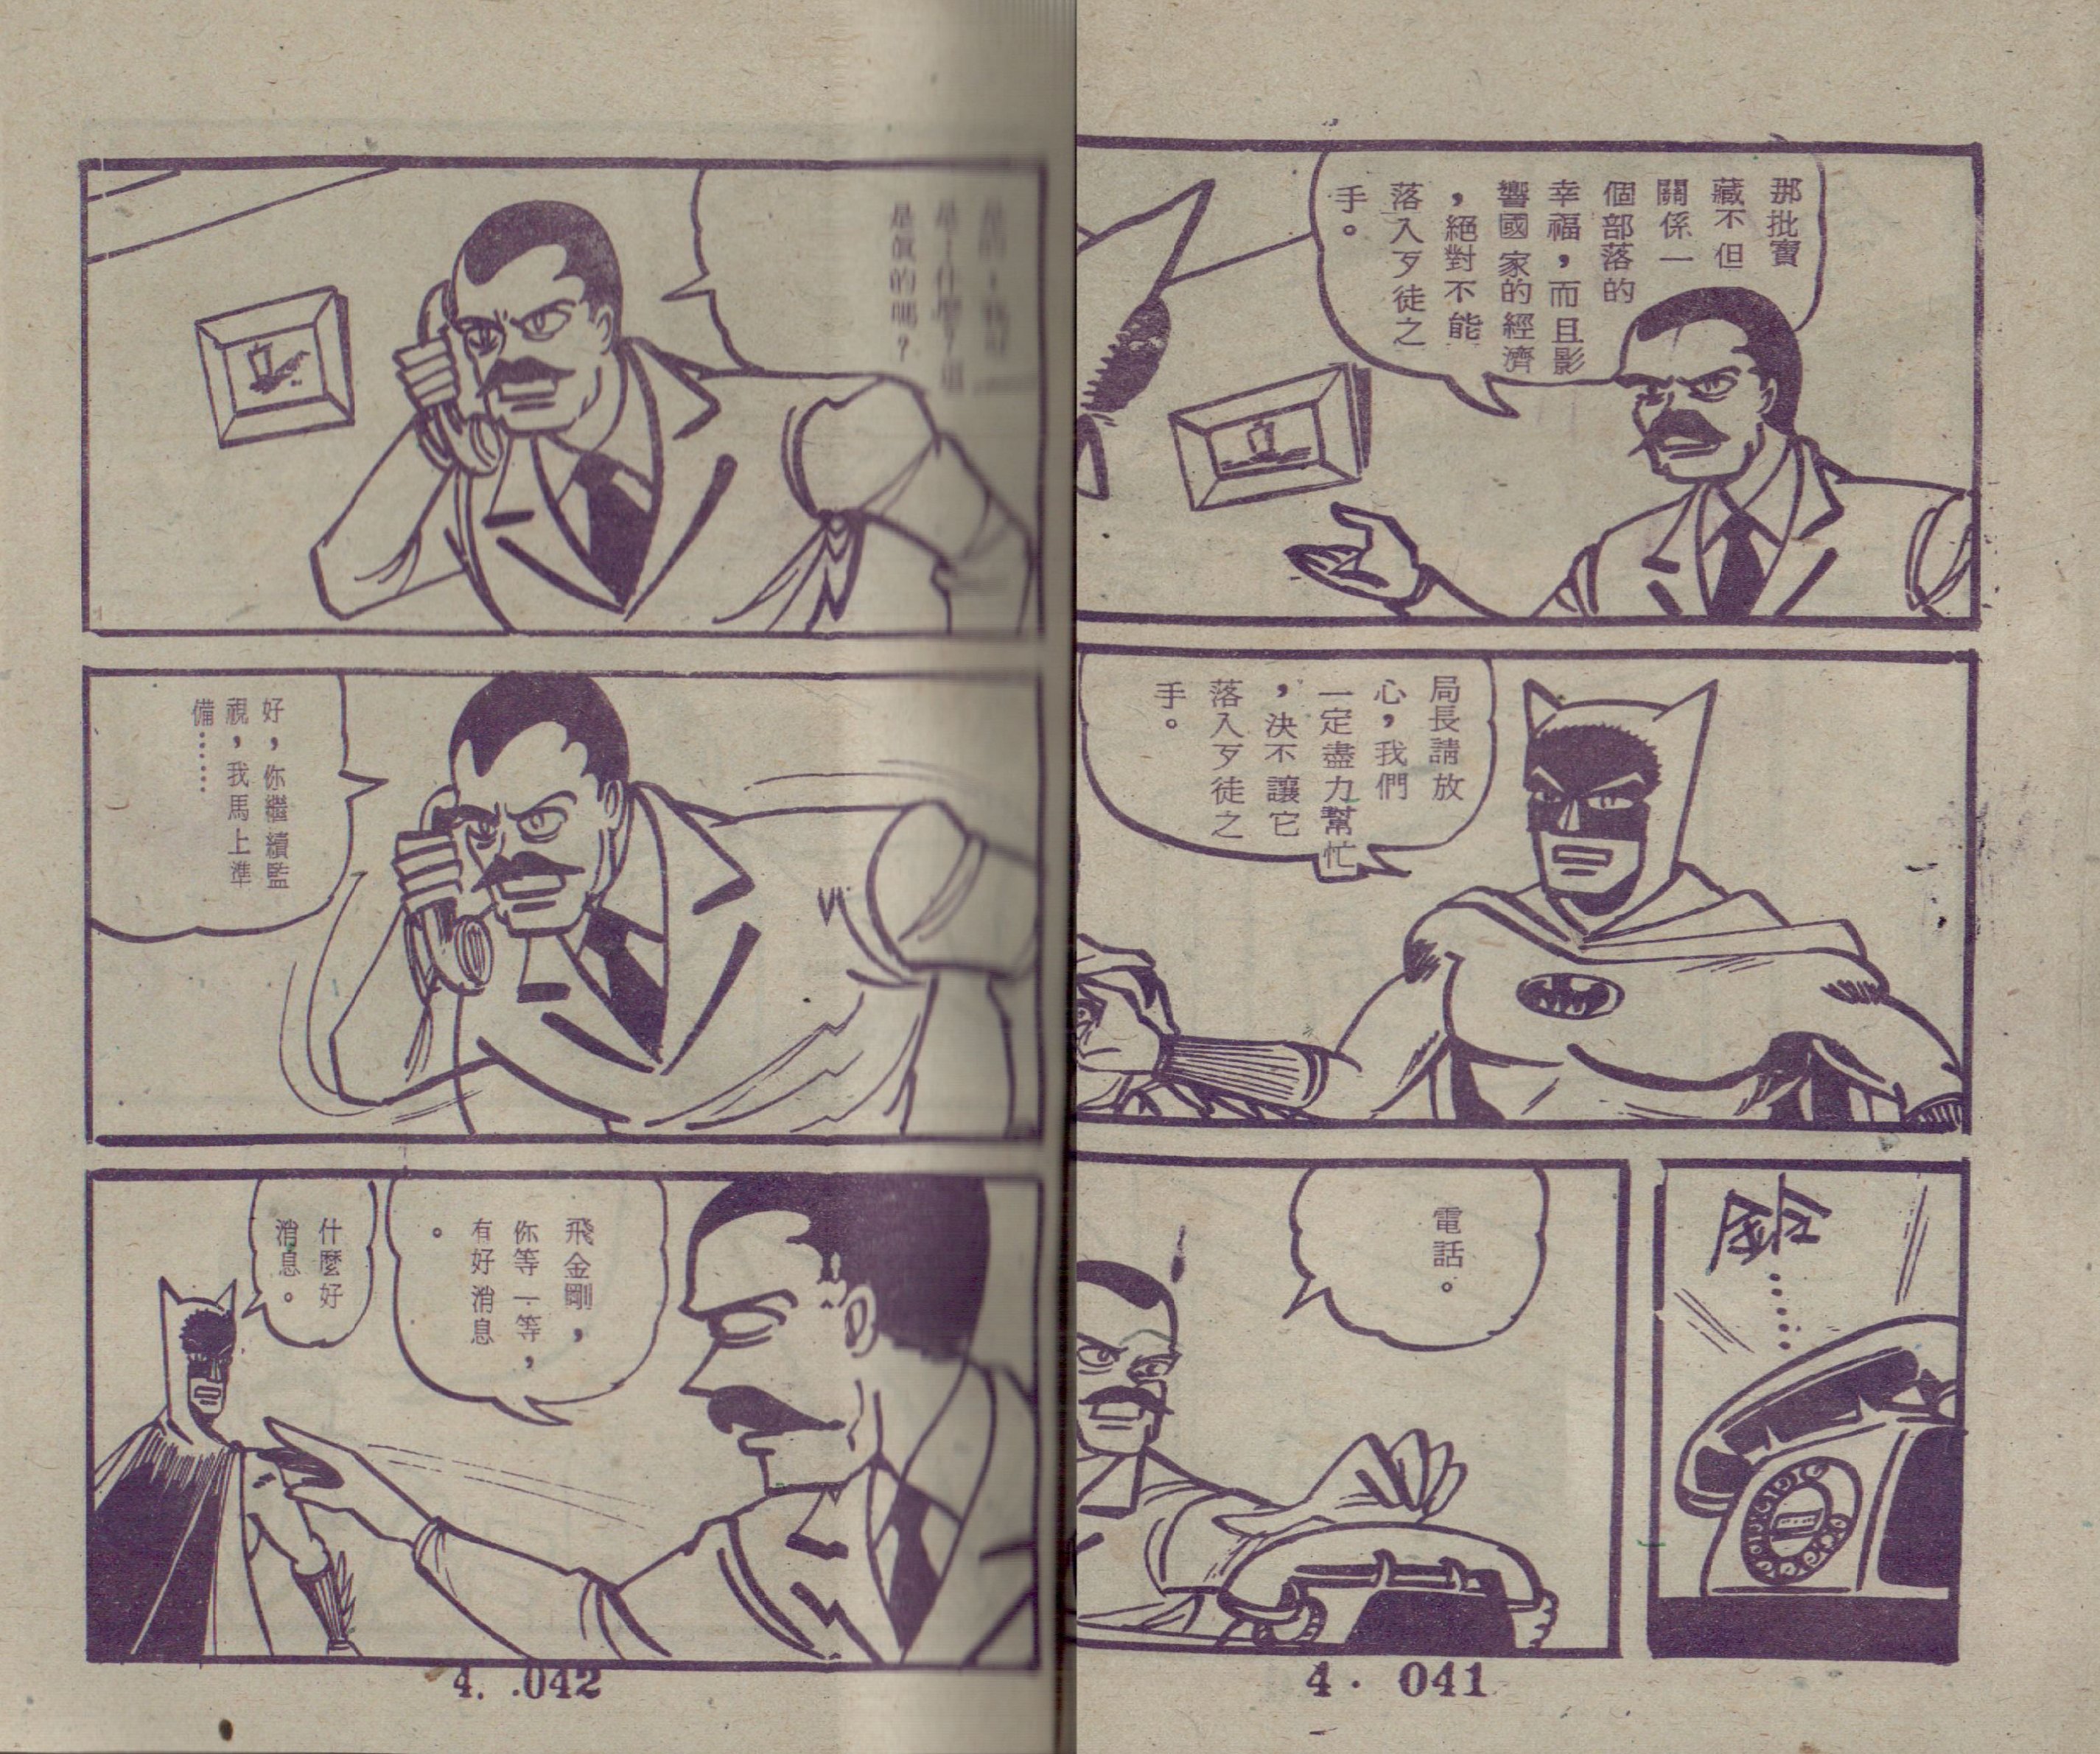 那批寶
藏不但
關係一
個部落的
幸福，而且影
響國家的經濟
，絕對不能
落入歹徒之
手。
局長請放
心，我們
一定盡力幫忙
，決不讓它
落入歹徒之
手。
鈴……
電話。
4. 041
是真的嗎？
好，你繼續監
視，我馬上準
備……
飛金剛，
你等一等，
有好消息
。
什麼好
消息。
4. .042